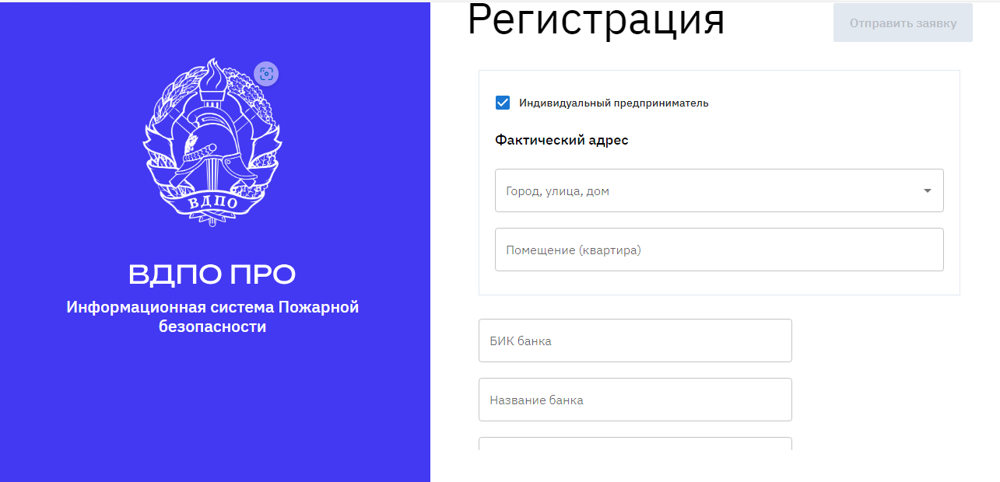 ВДПО
ВДПО ПРО
Информационная система Пожарной
безопасности
Регистрация
Отправить заявку
Индивидуальный предприниматель
Фактический адрес
Город, улица, дом
Помещение (квартира)
БИК банка
Название банка